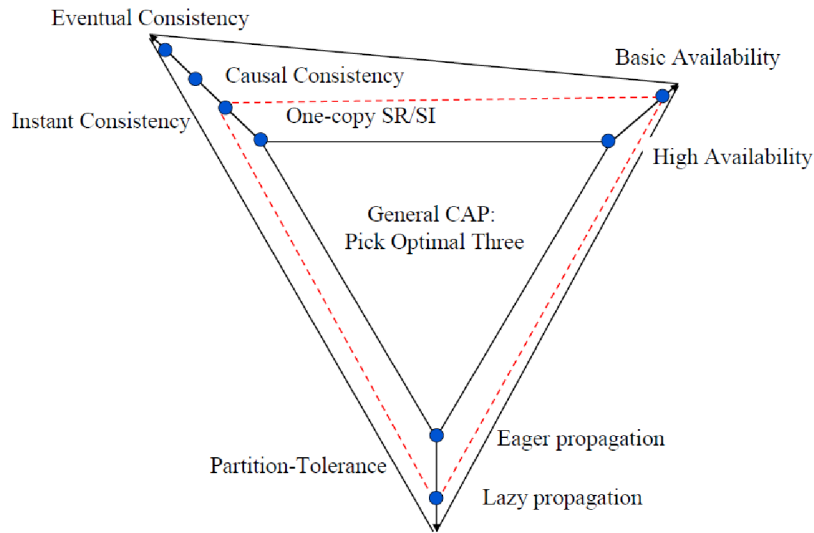 Eventual Consistency
Basic Availability
Causal Consistency
Instant Consistency
One-copy SR/SI
High Availability
General CAP:
Pick Optimal Three
Eager propagation
Partition-Tolerance
Lazy propagation